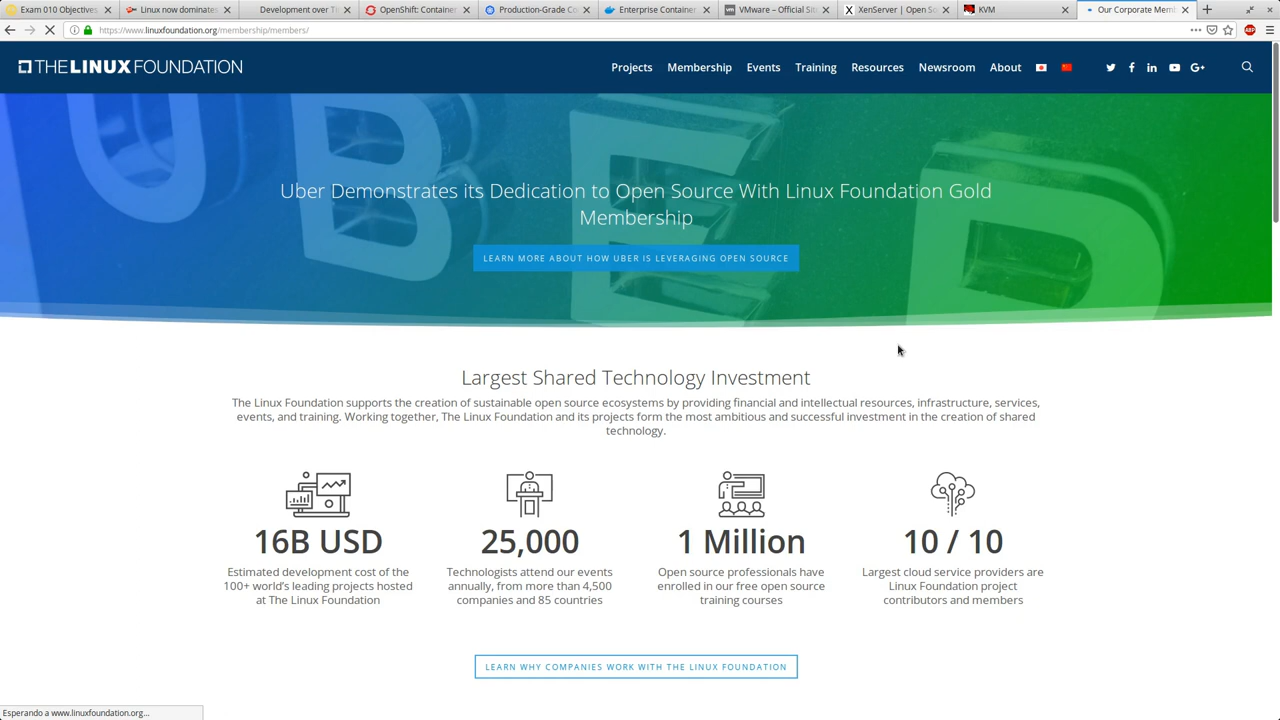 Exam 010 Objectives
Linux now dominates
Development over Ti
OpenShift: Container
Production-Grade Co
Enterprise Container
VMware – Official Sit
XenServer | Open So
KVM
Our Corporate Memb
https://www.linuxfoundation.org/membership/members/
ABP
THE LINUX FOUNDATION
Projects
Membership
Events
Training
Resources
Newsroom
About
G+
UBER
Uber Demonstrates its Dedication to Open Source With Linux Foundation Gold
Membership
LEARN MORE ABOUT HOW UBER IS LEVERAGING OPEN SOURCE
Largest Shared Technology Investment
The Linux Foundation supports the creation of sustainable open source ecosystems by providing financial and intellectual resources, infrastructure, services,
events, and training. Working together, The Linux Foundation and its projects form the most ambitious and successful investment in the creation of shared
technology.
16B USD
Estimated development cost of the
100+ world's leading projects hosted
at The Linux Foundation
25,000
Technologists attend our events
annually, from more than 4,500
companies and 85 countries
1 Million
Open source professionals have
enrolled in our free open source
training courses
10 / 10
Largest cloud service providers are
Linux Foundation project
contributors and members
LEARN WHY COMPANIES WORK WITH THE LINUX FOUNDATION
Esperando a www.linuxfoundation.org...